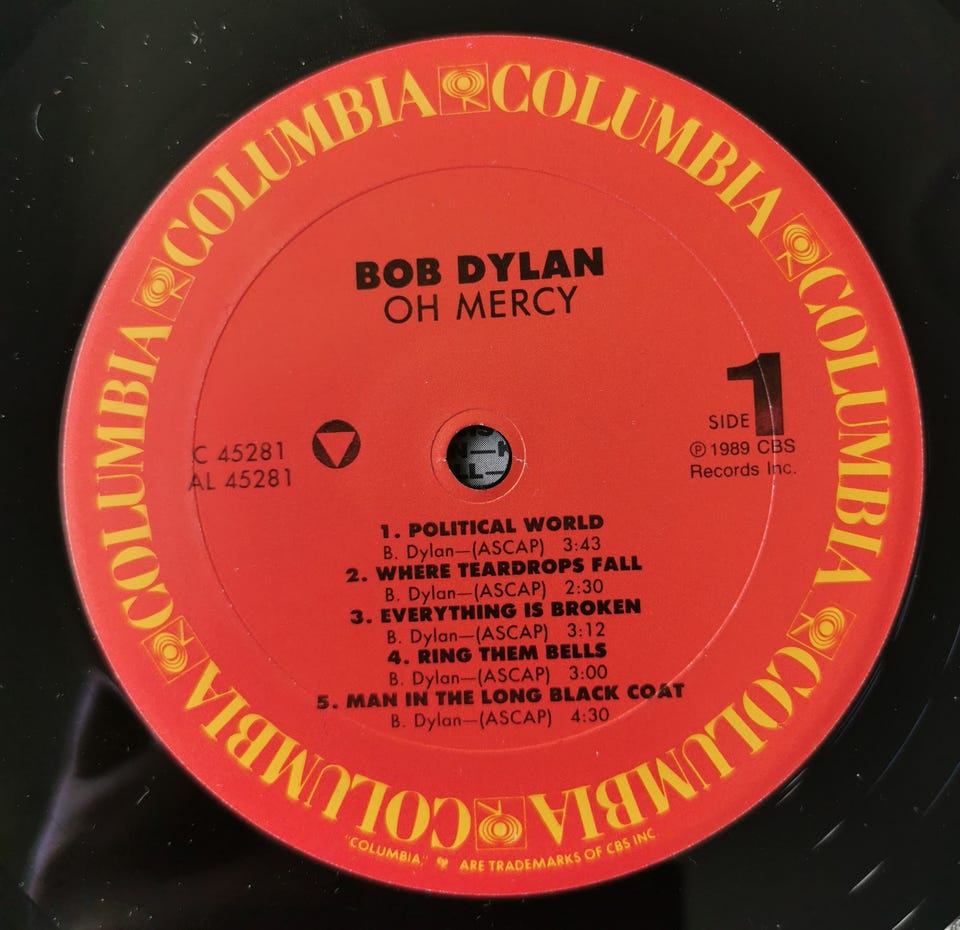 COLUMBIA COLUMBIA COLUMBIA COLUMBIA COLUMBIA COLUMBIA
BOB DYLAN
OH MERCY
SIDE 1
C 45281
AL 45281
Ⓟ 1989 CBS
Records Inc.
1. POLITICAL WORLD
B. Dylan—(ASCAP) 3:43
2. WHERE TEARDROPS FALL
B. Dylan—(ASCAP) 2:30
3. EVERYTHING IS BROKEN
B. Dylan—(ASCAP) 3:12
4. RING THEM BELLS
B. Dylan—(ASCAP) 3:00
5. MAN IN THE LONG BLACK COAT
B. Dylan—(ASCAP) 4:30
"COLUMBIA," ARE TRADEMARKS OF CBS INC.